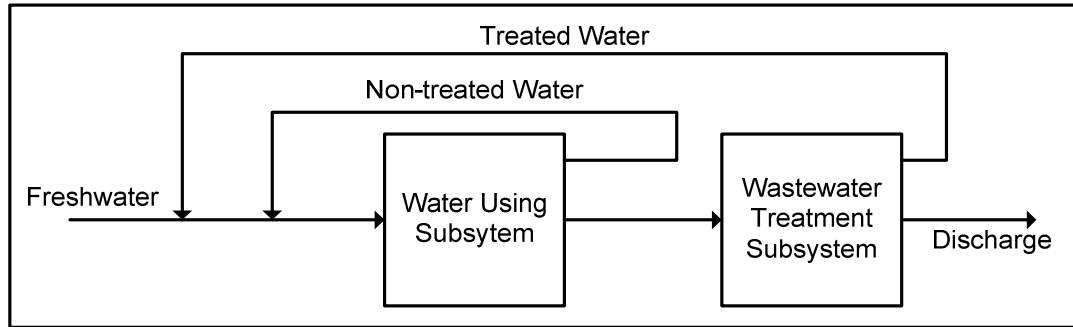 Treated Water
Non-treated Water
Freshwater
Water Using
Subsytem
Wastewater
Treatment
Subsystem
Discharge